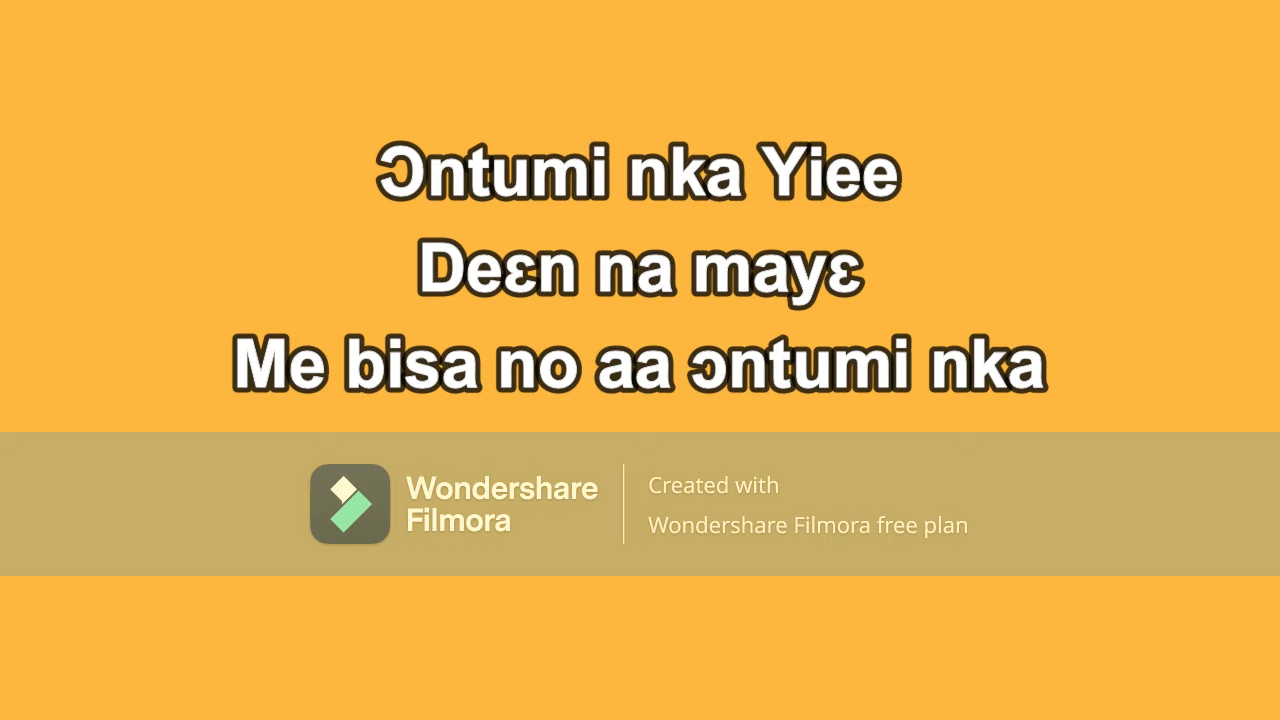 Ɔntumi nka Yiee
Deɛn na mayɛ
Me bisa no aa ɔntumi nka
Wondershare
Filmora
Created with
Wondershare Filmora free plan